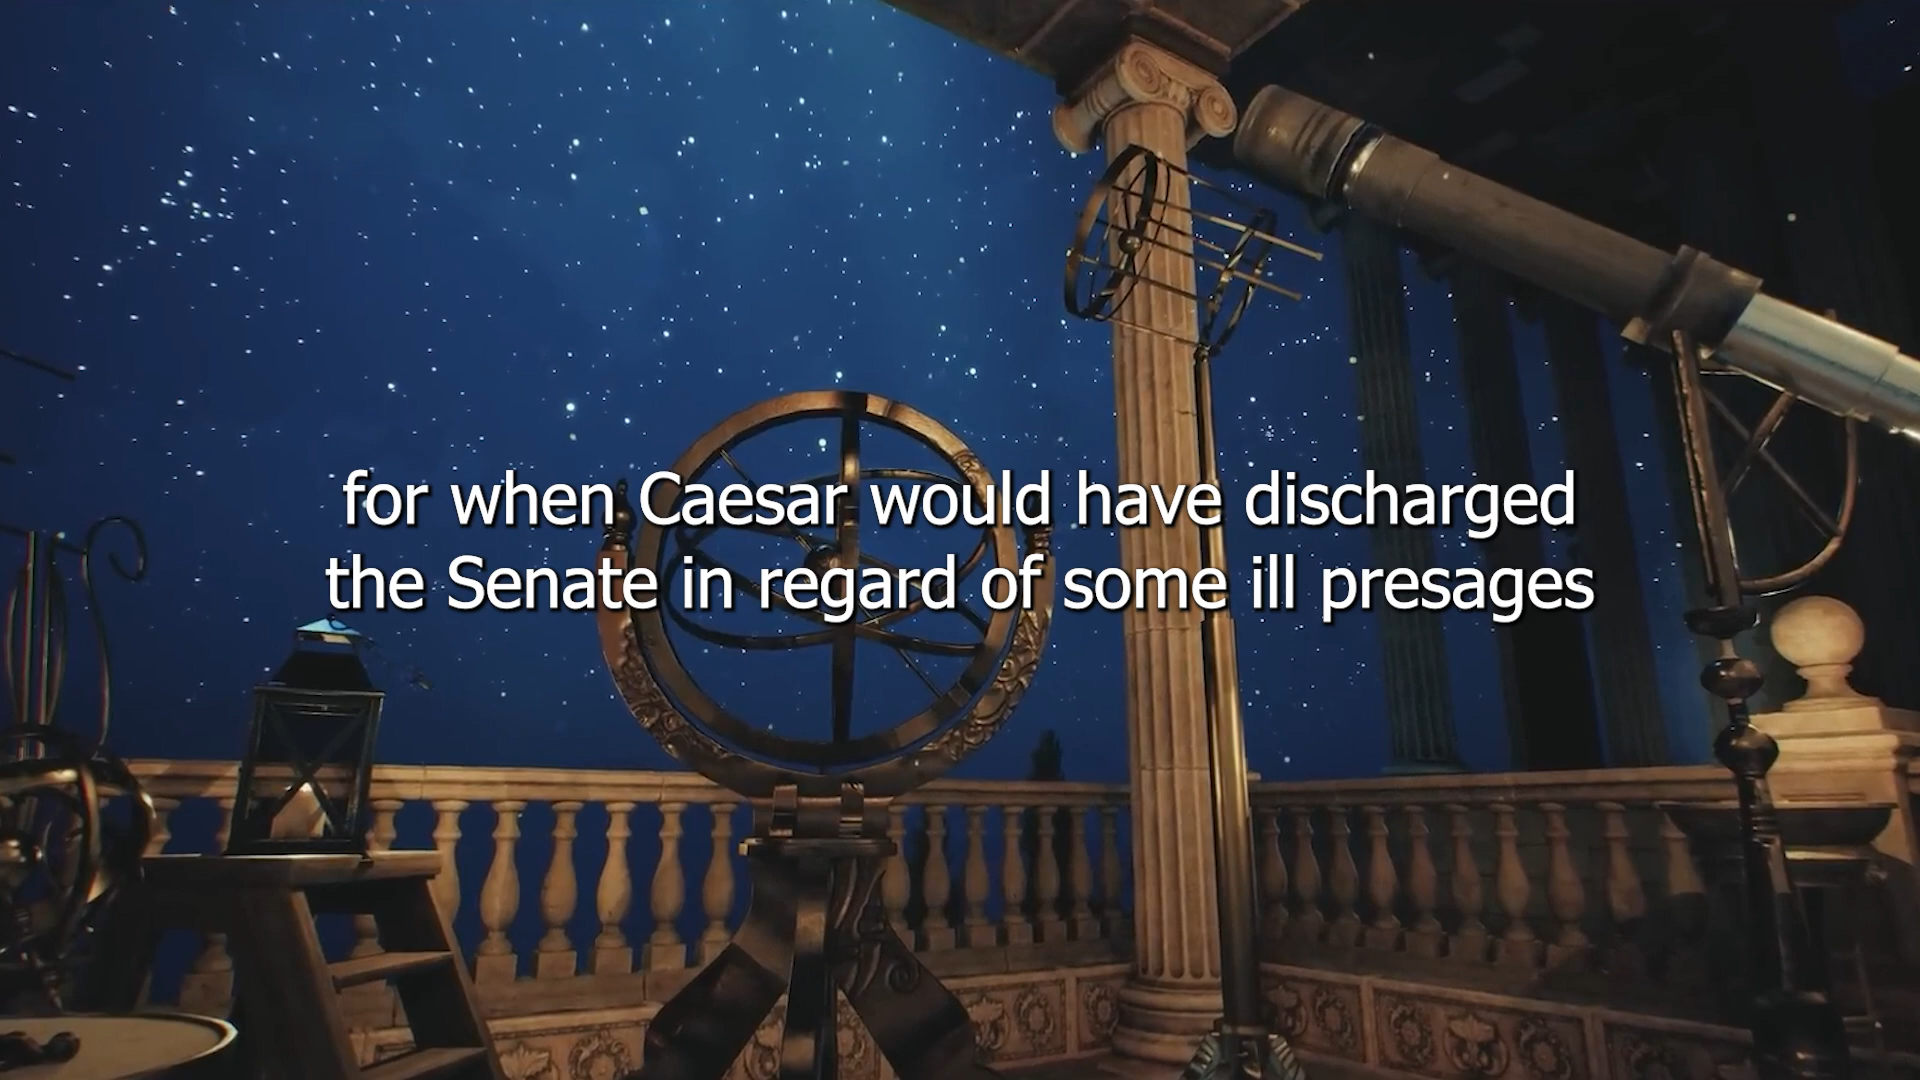 for when Caesar would have discharged
the Senate in regard of some ill presages